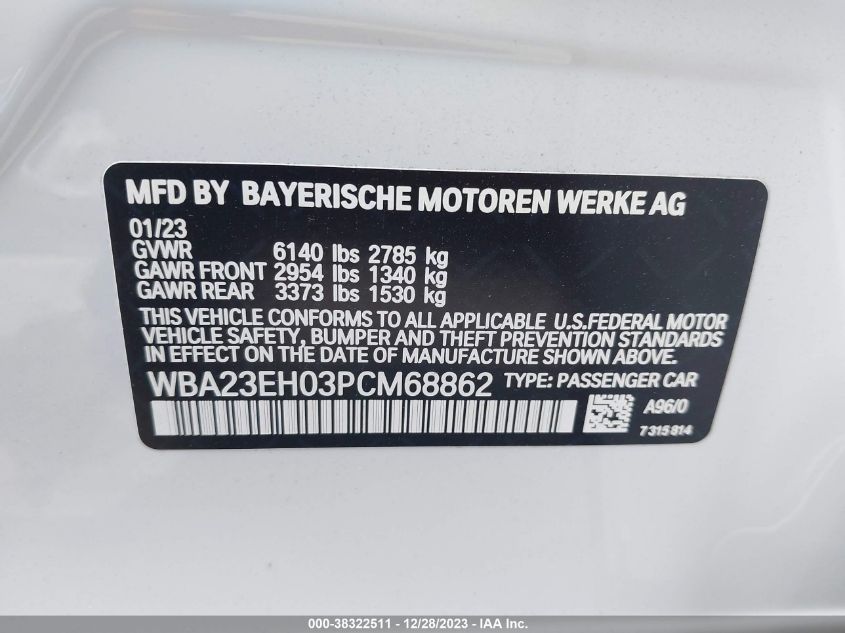 MFD BY BAYERISCHE MOTOREN WERKE AG
01/23
GVWR 6140 lbs 2785 kg
GAWR FRONT 2954 lbs 1340 kg
GAWR REAR 3373 lbs 1530 kg
THIS VEHICLE CONFORMS TO ALL APPLICABLE U.S.FEDERAL MOTOR
VEHICLE SAFETY, BUMPER AND THEFT PREVENTION STANDARDS
IN EFFECT ON THE DATE OF MANUFACTURE SHOWN ABOVE.
WBA23EH03PCM68862 TYPE: PASSENGER CAR
A96/0
7315814
000-38322511 - 12/28/2023 - IAA Inc.